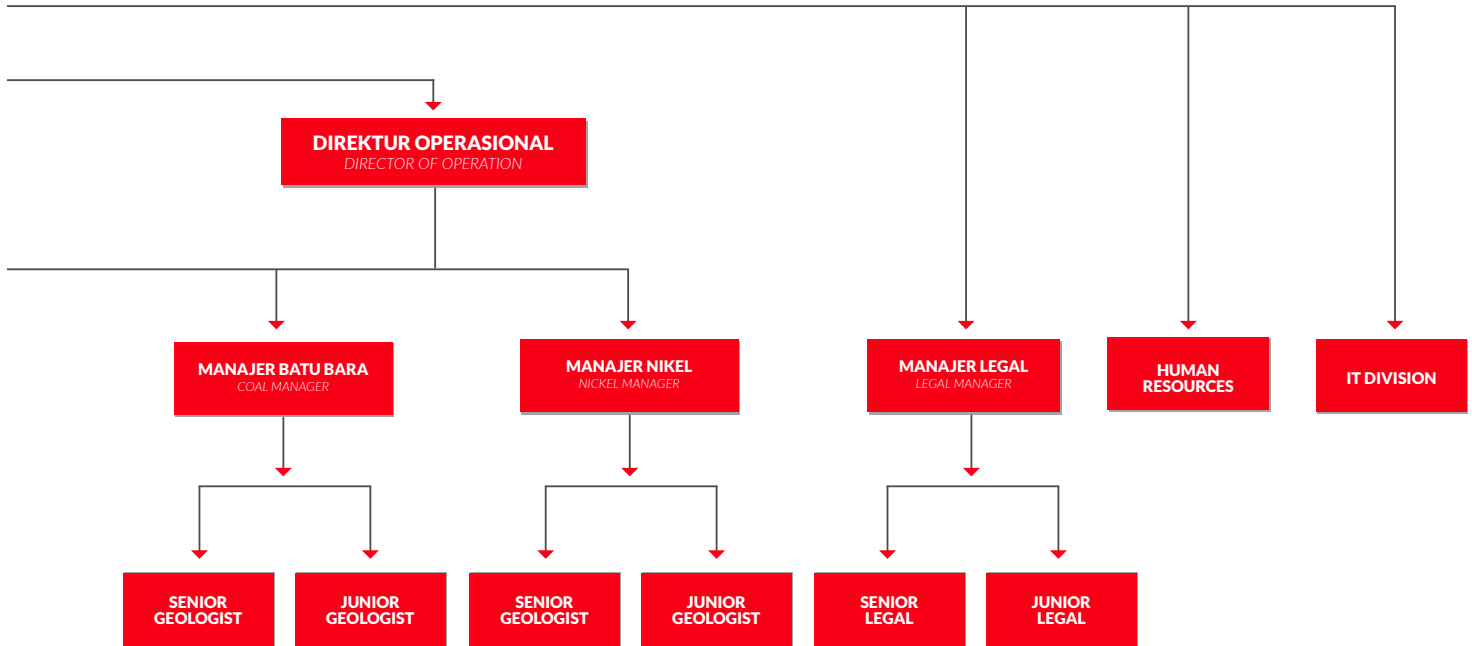 DIREKTUR OPERASIONAL
DIRECTOR OF OPERATION
MANAJER BATU BARA
COAL MANAGER
MANAJER NIKEL
NICKEL MANAGER
MANAJER LEGAL
LEGAL MANAGER
HUMAN
RESOURCES
IT DIVISION
SENIOR
GEOLOGIST
JUNIOR
GEOLOGIST
SENIOR
GEOLOGIST
JUNIOR
GEOLOGIST
SENIOR
LEGAL
JUNIOR
LEGAL